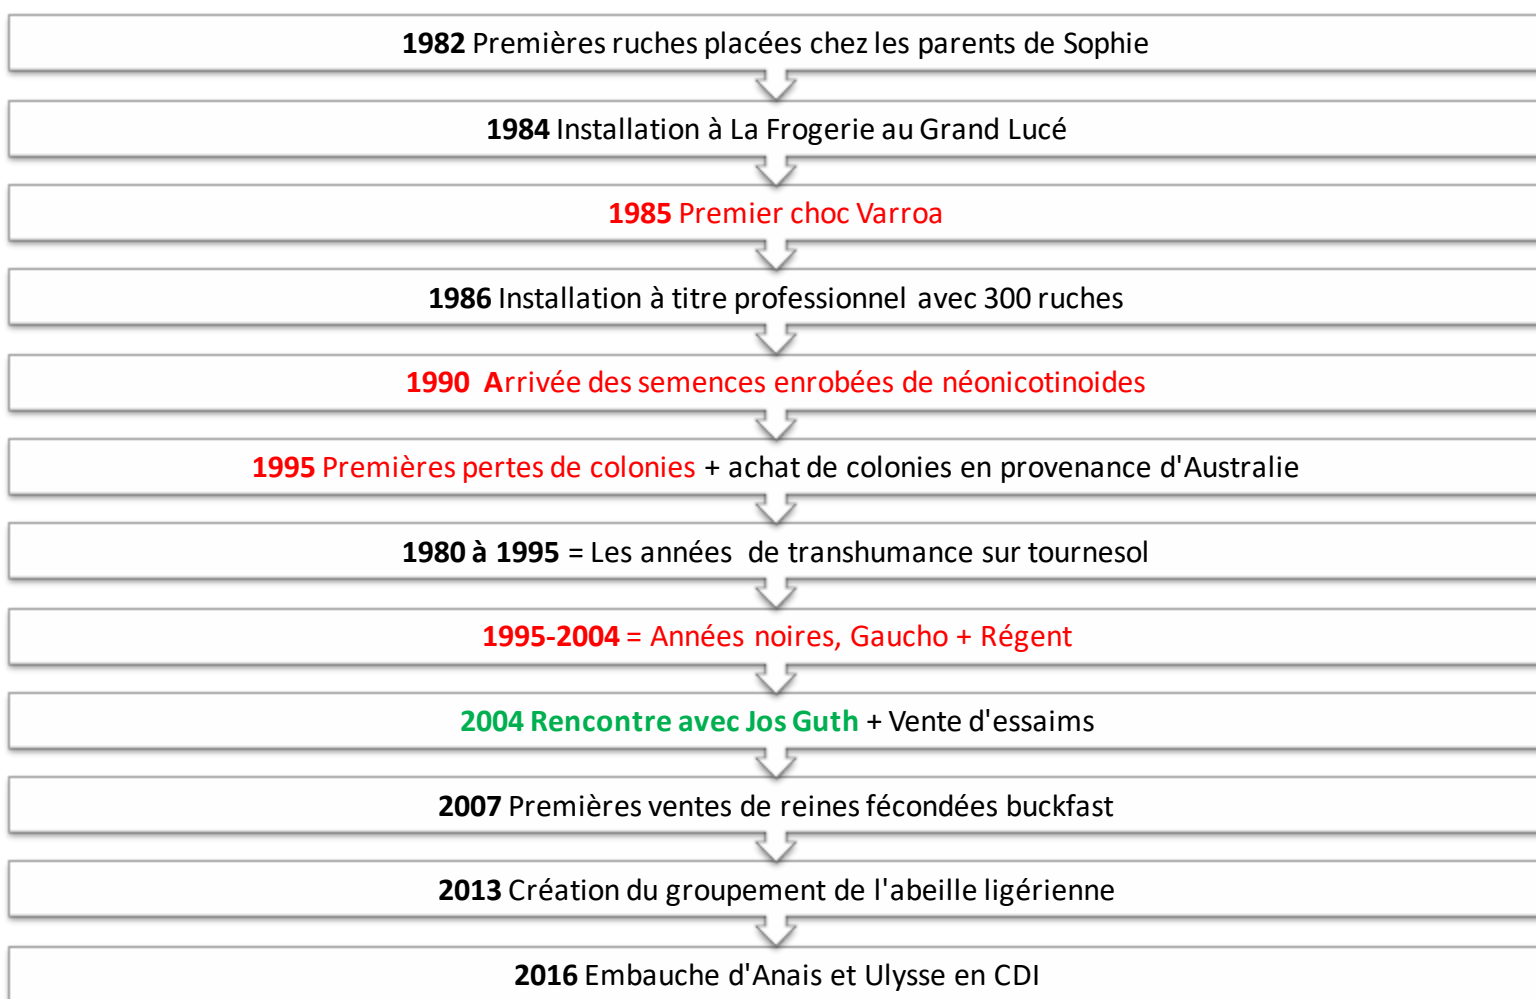 1982 Premières ruches placées chez les parents de Sophie
1984 Installation à La Frogerie au Grand Lucé
1985 Premier choc Varroa
1986 Installation à titre professionnel avec 300 ruches
1990 Arrivée des semences enrobées de néonicotinoides
1995 Premières pertes de colonies + achat de colonies en provenance d'Australie
1980 à 1995 = Les années de transhumance sur tournesol
1995-2004 = Années noires, Gaucho + Régent
2004 Rencontre avec Jos Guth + Vente d'essaims
2007 Premières ventes de reines fécondées buckfast
2013 Création du groupement de l'abeille ligérienne
2016 Embauche d'Anais et Ulysse en CDI